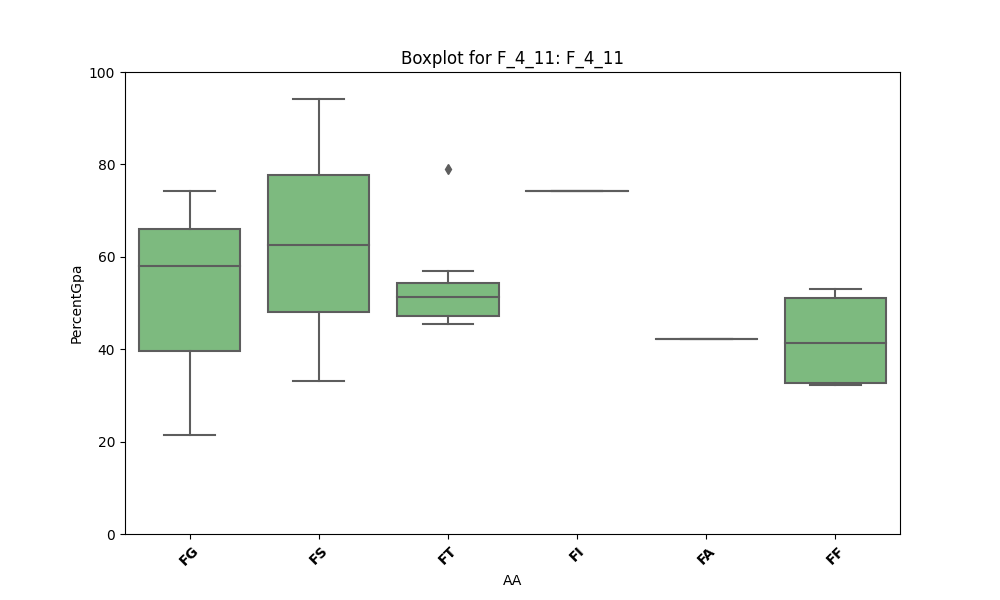 Boxplot for F_4_11: F_4_11
PercentGpa
100
80
60
40
20
0
FG
FS
FT
FI
FA
FF
AA